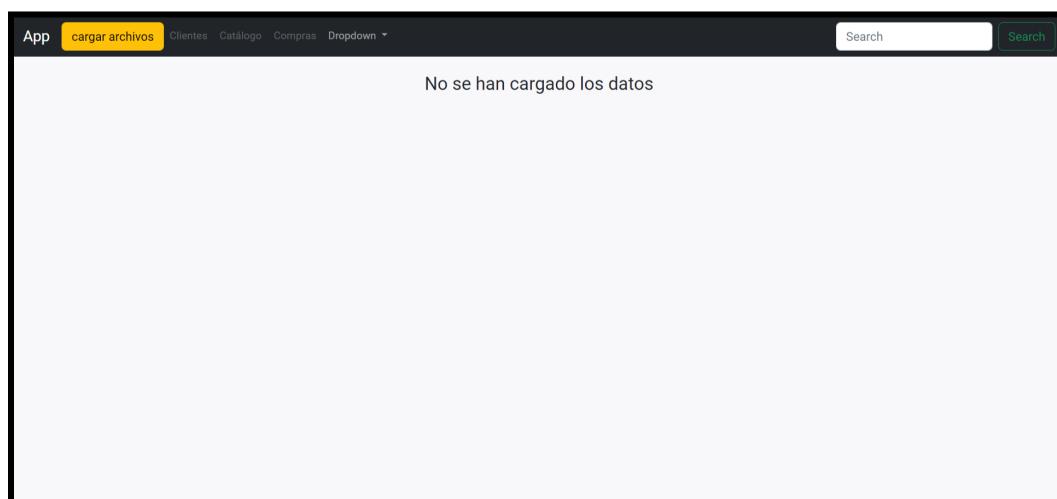 App cargar archivos Clientes Catálogo Compras Dropdown Search Search
No se han cargado los datos